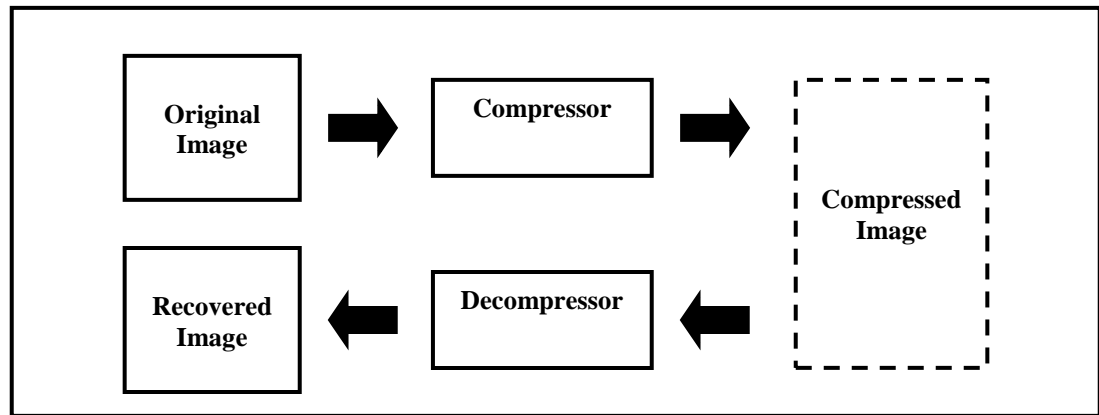 Original
Image
Compressor
Compressed
Image
Decompressor
Recovered
Image